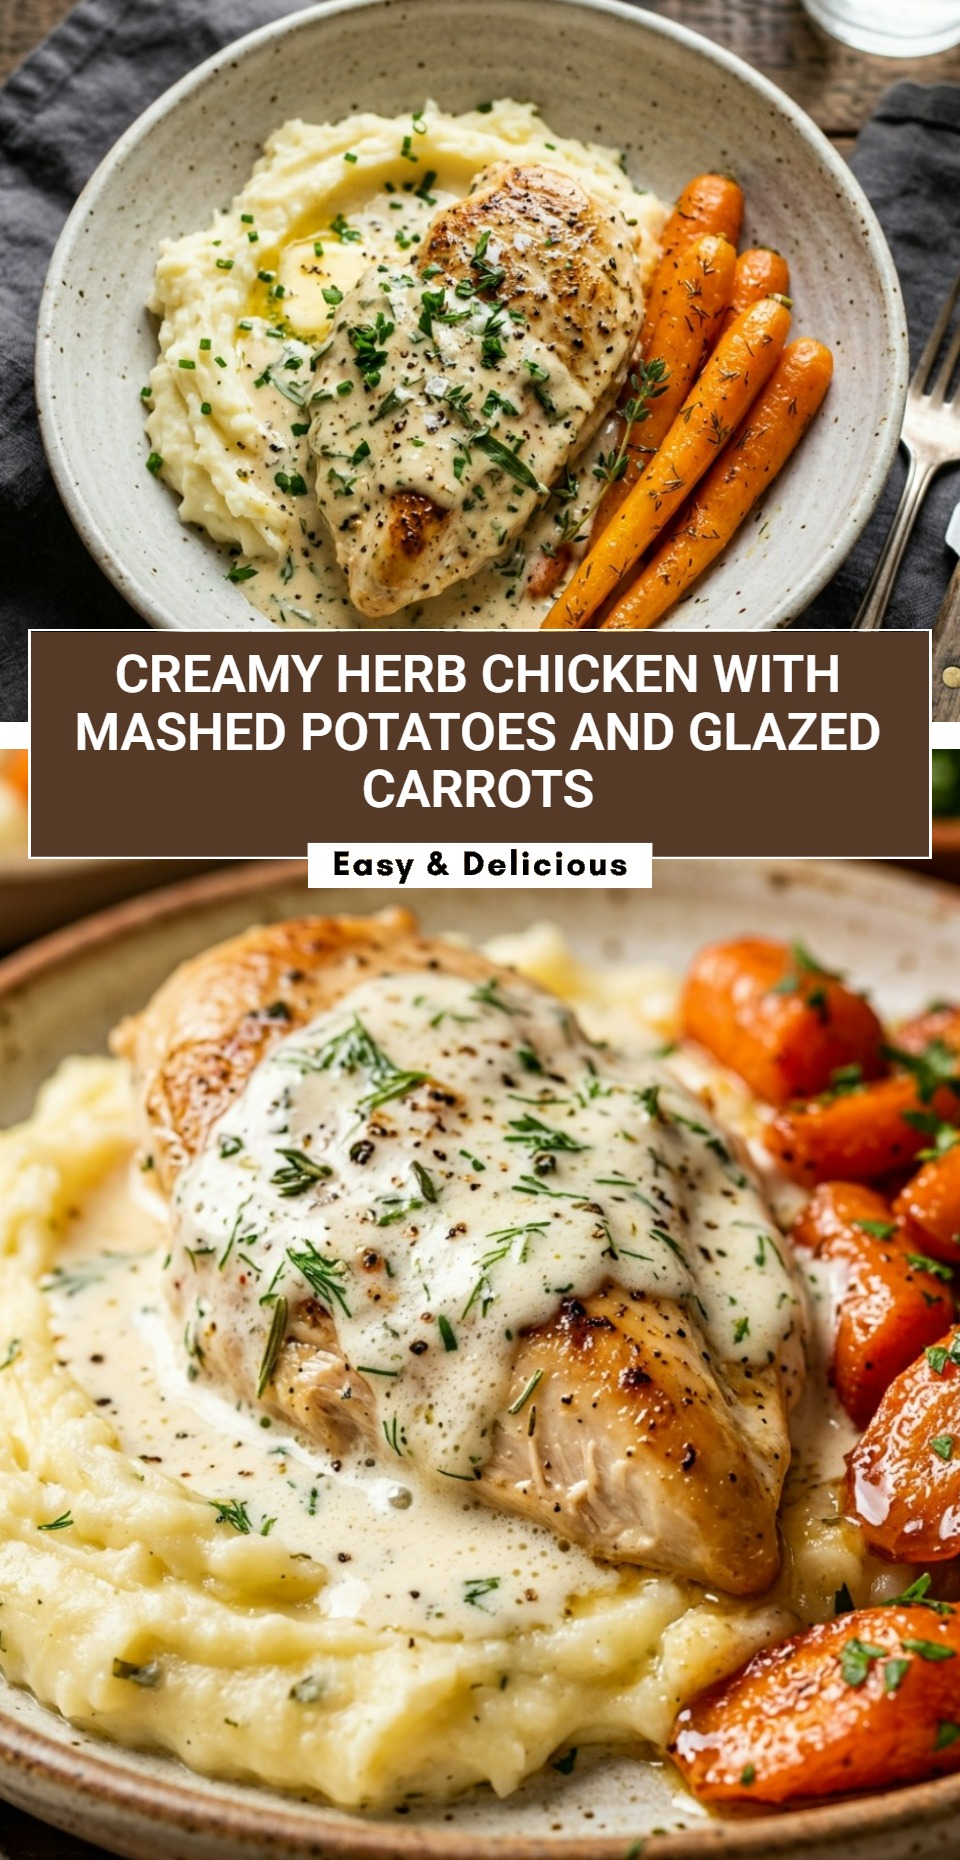 CREAMY HERB CHICKEN WITH
MASHED POTATOES AND GLAZED
CARROTS
Easy & Delicious